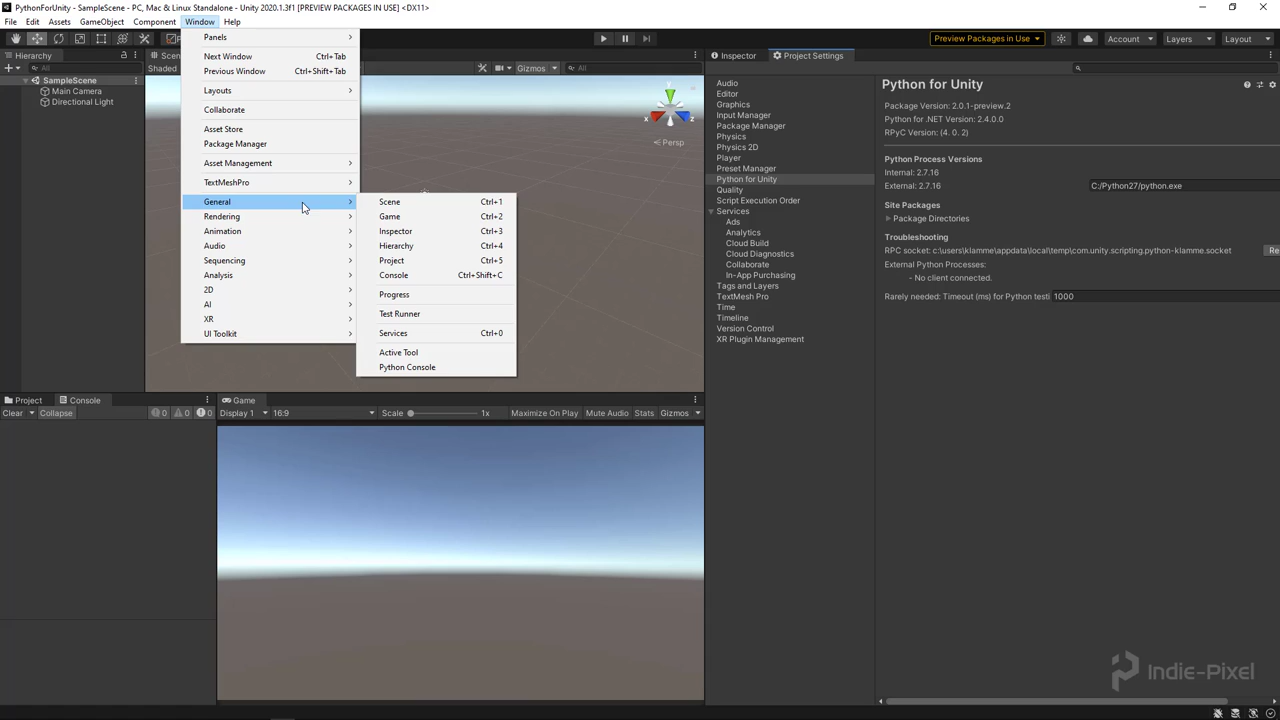 PythonForUnity - SampleScene - PC, Mac & Linux Standalone - Unity 2020.1.3f1 [PREVIEW PACKAGES IN USE] <DX11>
File Edit Assets GameObject Component Window Help
Preview Packages in Use Account Layers Layout
Hierarchy
All
SampleScene
Main Camera
Directional Light
Panels
Next Window Ctrl+Tab
Previous Window Ctrl+Shift+Tab
Layouts
Collaborate
Asset Store
Package Manager
Asset Management
TextMeshPro
General
Rendering
Animation
Audio
Sequencing
Analysis
2D
AI
XR
UI Toolkit
Scene Ctrl+1
Game Ctrl+2
Inspector Ctrl+3
Hierarchy Ctrl+4
Project Ctrl+5
Console Ctrl+Shift+C
Progress
Test Runner
Services Ctrl+0
Active Tool
Python Console
Shaded
Gizmos All
y
x z
Persp
Project Console
Clear Collapse 0 0 0
Game
Display 1 16:9 Scale 1x Maximize On Play Mute Audio Stats Gizmos
Inspector Project Settings
Audio
Editor
Graphics
Input Manager
Package Manager
Physics
Physics 2D
Player
Preset Manager
Python for Unity
Quality
Script Execution Order
Services
Ads
Analytics
Cloud Build
Cloud Diagnostics
Collaborate
In-App Purchasing
Tags and Layers
TextMesh Pro
Time
Timeline
Version Control
XR Plugin Management
Python for Unity
Package Version: 2.0.1-preview.2
Python for .NET Version: 2.4.0.0
RPyC Version: (4. 0. 2)
Python Process Versions
Internal: 2.7.16
External: 2.7.16 C:/Python27/python.exe
Site Packages
Package Directories
Troubleshooting
RPC socket: c:\users\klamme\appdata\local\temp\com.unity.scripting.python-klamme.socket Re
External Python Processes:
- No client connected.
Rarely needed: Timeout (ms) for Python testi 1000
Indie-Pixel